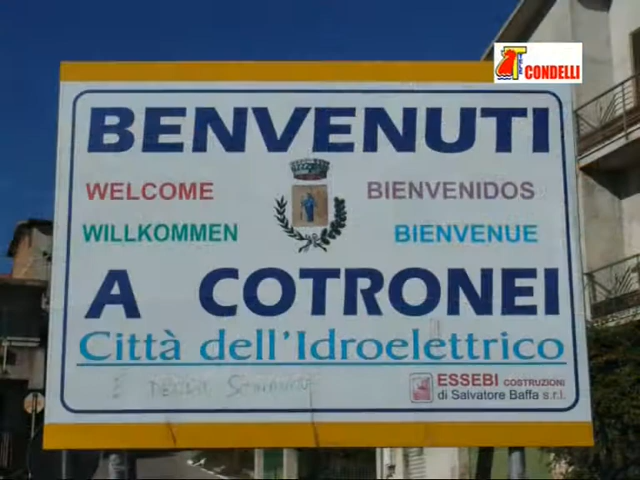 CONDELLI
BENVENUTI
WELCOME
BIENVENIDOS
WILLKOMMEN
BIENVENUE
A COTRONEI
Città dell'Idroelettrico
ESSEBI COSTRUZIONI
di Salvatore Baffa s.r.l.